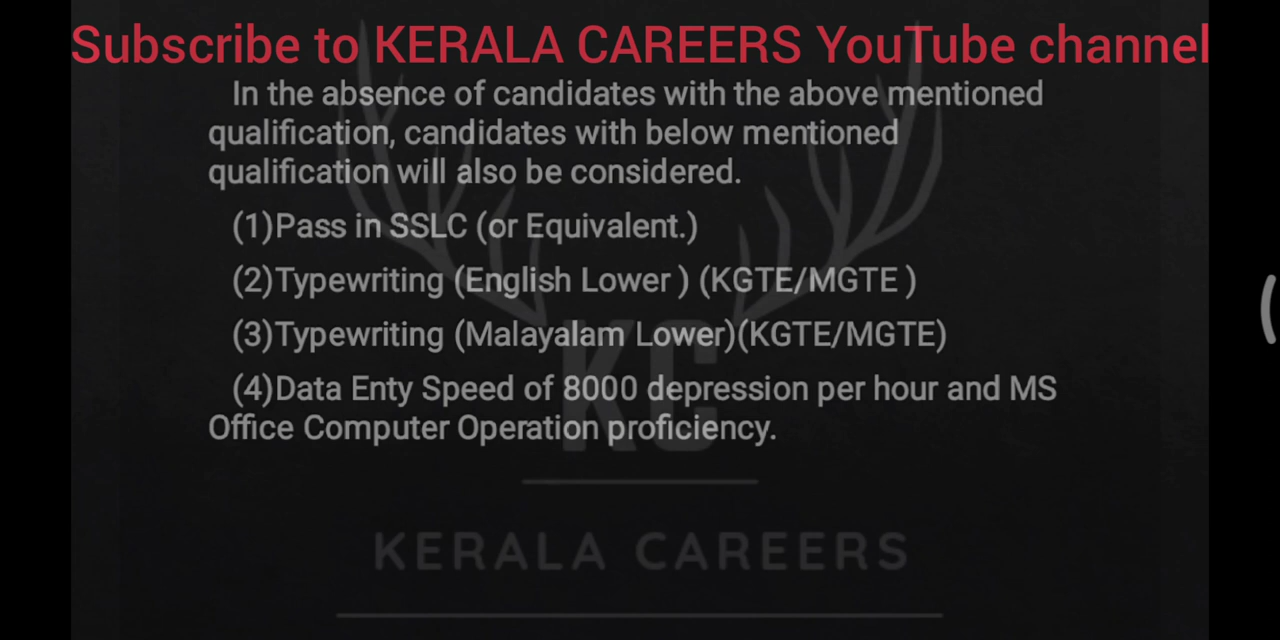 Subscribe to KERALA CAREERS YouTube channel
In the absence of candidates with the above mentioned
qualification, candidates with below mentioned
qualification will also be considered.
(1)Pass in SSLC (or Equivalent.)
(2)Typewriting (English Lower ) (KGTE/MGTE )
(3)Typewriting (Malayalam Lower)(KGTE/MGTE)
(4)Data Enty Speed of 8000 depression per hour and MS
Office Computer Operation proficiency.
KC
KERALA CAREERS